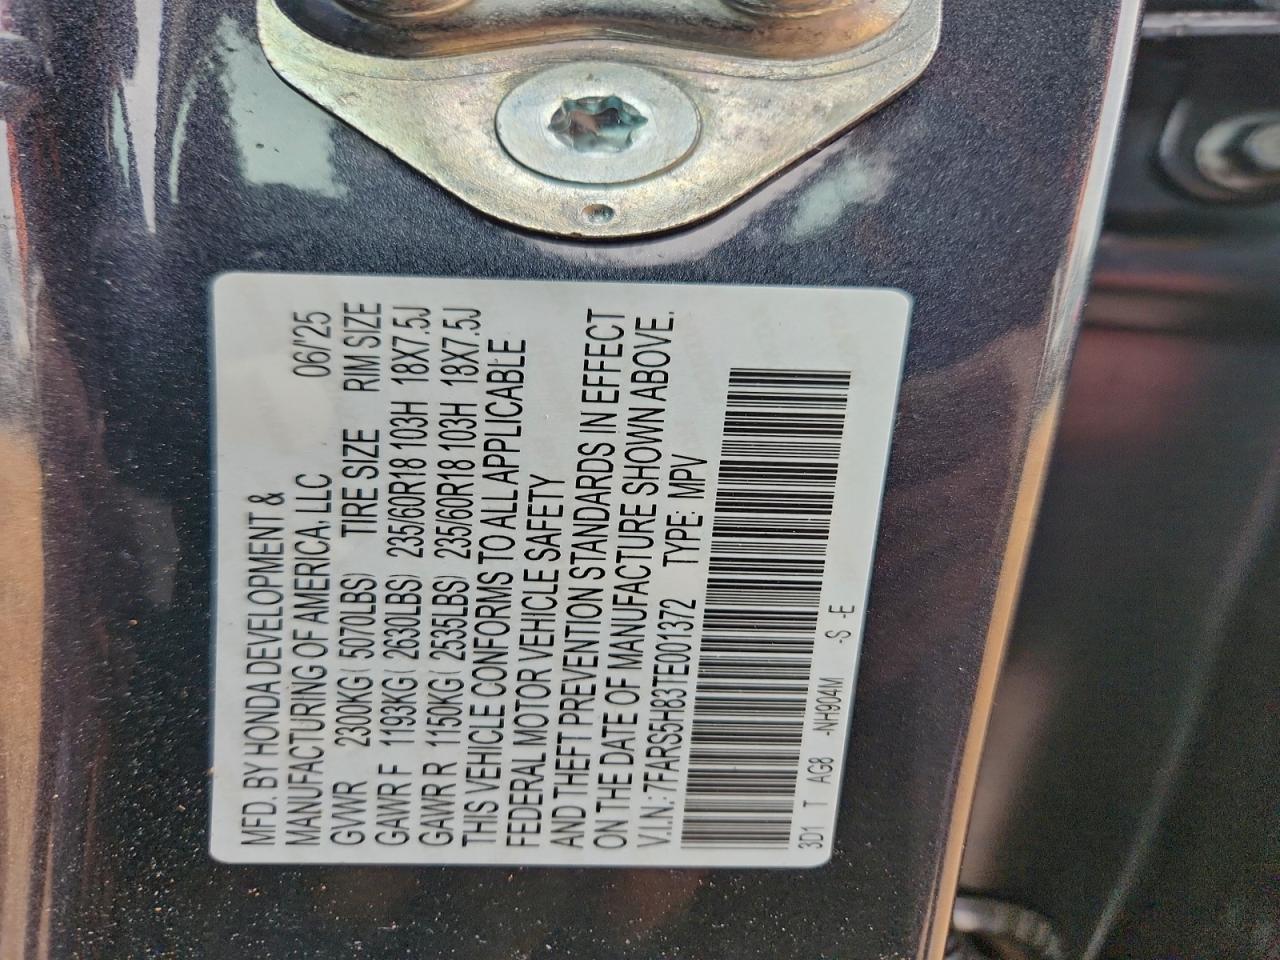 MFD. BY HONDA DEVELOPMENT &
MANUFACTURING OF AMERICA, LLC 06/'25
GVWR 2300KG( 5070LBS) TIRE SIZE RIM SIZE
GAWR F 1193KG( 2630LBS) 235/60R18 103H 18X7.5J
GAWR R 1150KG( 2535LBS) 235/60R18 103H 18X7.5J
THIS VEHICLE CONFORMS TO ALL APPLICABLE
FEDERAL MOTOR VEHICLE SAFETY
AND THEFT PREVENTION STANDARDS IN EFFECT
ON THE DATE OF MANUFACTURE SHOWN ABOVE.
V.I.N.: 7FARS5H83TE001372 TYPE: MPV
3D1 T AG8 -NH904M -S -E